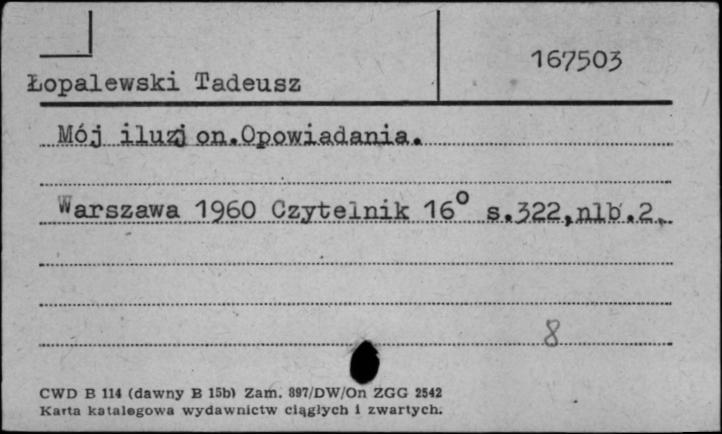 167503
Łopalewski Tadeusz
Mój iluzjon.Opowiadania.
Warszawa 1960 Czytelnik 16° s.322,nlb.2.
8
CWD B 114 (dawny B 15b) Zam. 897/DW/On ZGG 2542
Karta katalogowa wydawnictw ciągłych i zwartych.